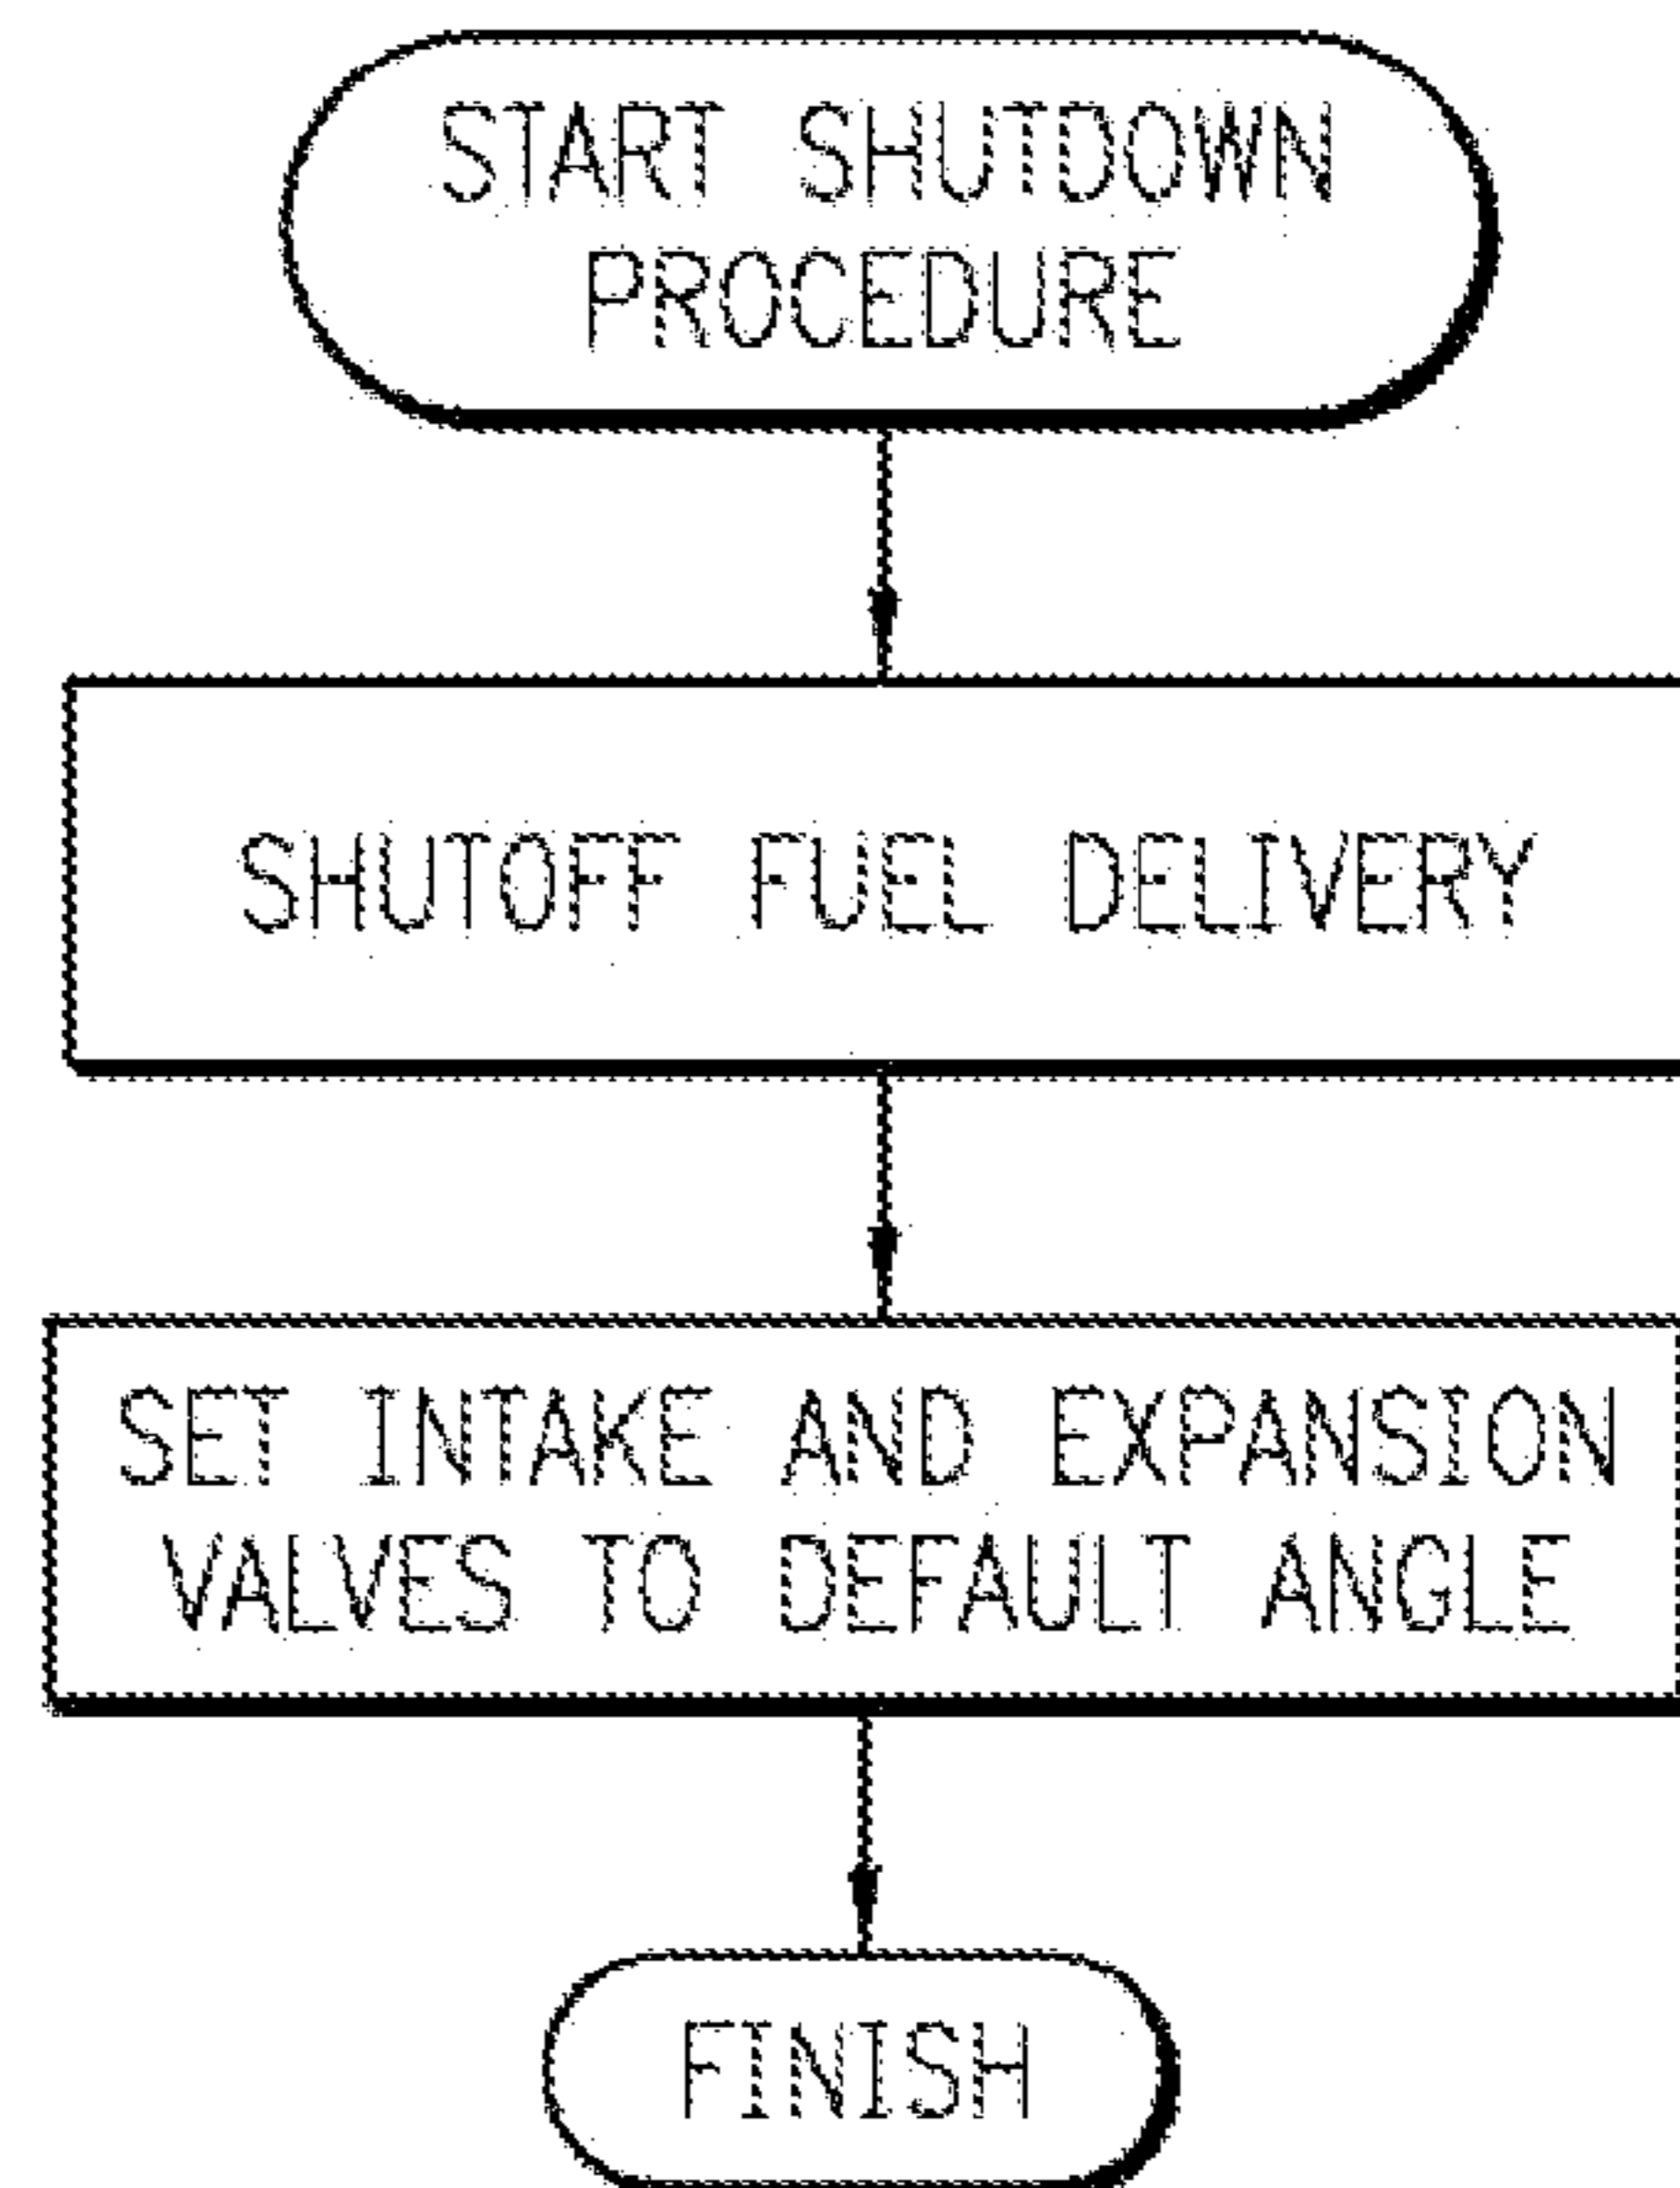 START SHUTDOWN
PROCEDURE
SHUTOFF FUEL DELIVERY
SET INTAKE AND EXPANSION
VALVES TO DEFAULT ANGLE
FINISH